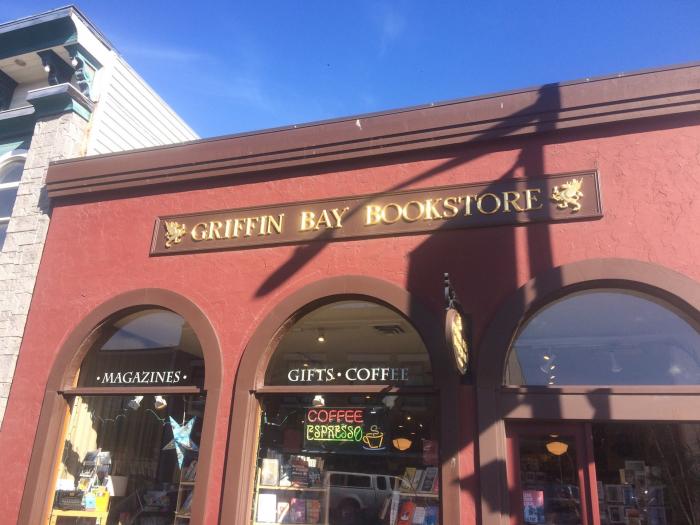 GRIFFIN BAY BOOKSTORE
· MAGAZINES ·
GIFTS · COFFEE
COFFEE
ESPRESSO